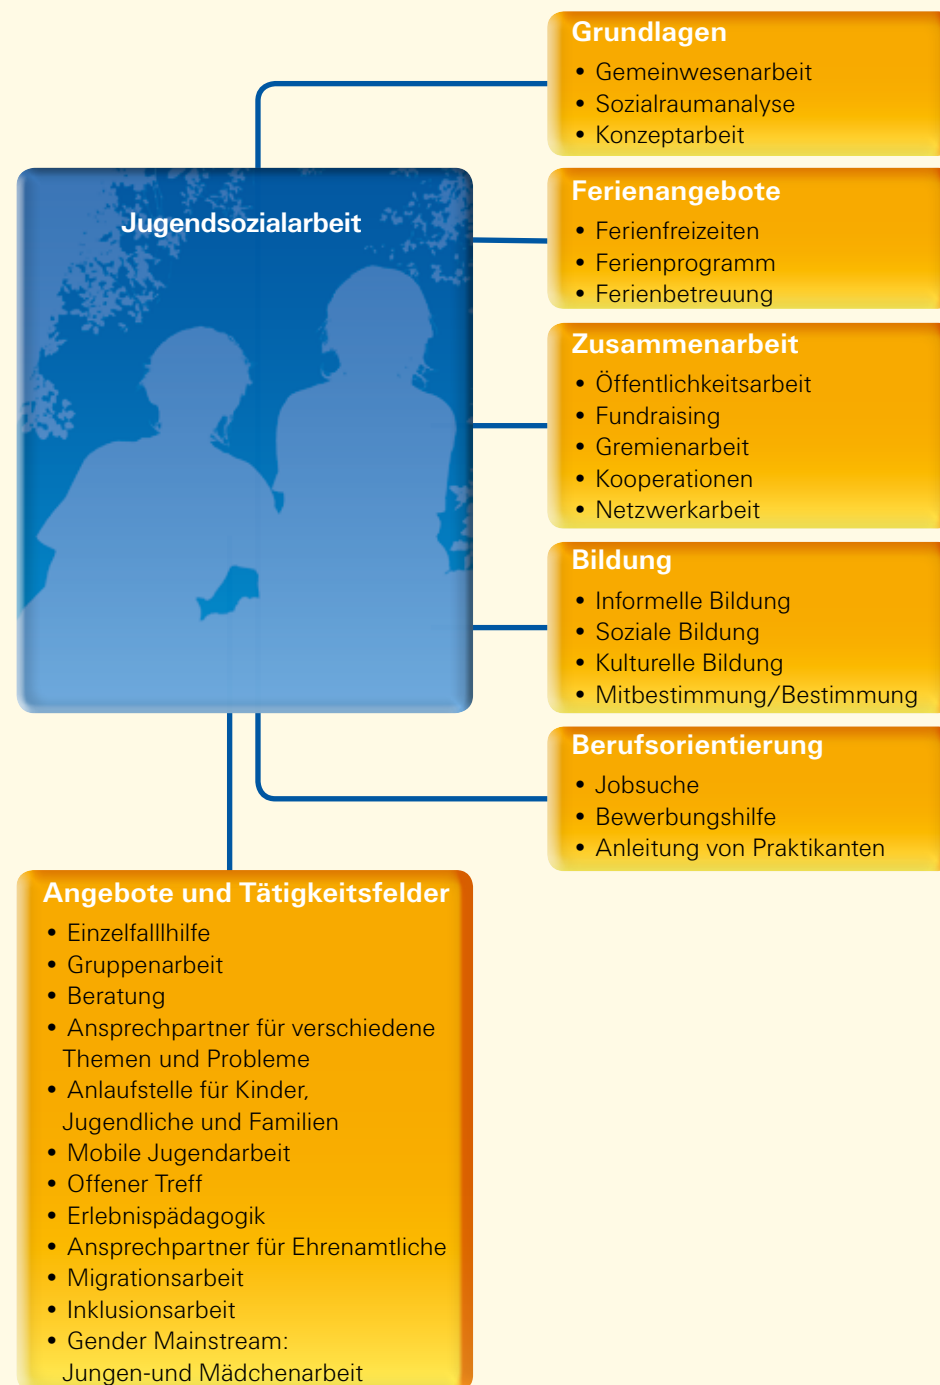 Grundlagen
• Gemeinwesenarbeit
• Sozialraumanalyse
• Konzeptarbeit
Jugendsozialarbeit
Ferienangebote
• Ferienfreizeiten
• Ferienprogramm
• Ferienbetreuung
Zusammenarbeit
• Öffentlichkeitsarbeit
• Fundraising
• Gremienarbeit
• Kooperationen
• Netzwerkarbeit
Bildung
• Informelle Bildung
• Soziale Bildung
• Kulturelle Bildung
• Mitbestimmung/Bestimmung
Berufsorientierung
• Jobsuche
• Bewerbungshilfe
• Anleitung von Praktikanten
Angebote und Tätigkeitsfelder
• Einzelfalllhilfe
• Gruppenarbeit
• Beratung
• Ansprechpartner für verschiedene
Themen und Probleme
• Anlaufstelle für Kinder,
Jugendliche und Familien
• Mobile Jugendarbeit
• Offener Treff
• Erlebnispädagogik
• Ansprechpartner für Ehrenamtliche
• Migrationsarbeit
• Inklusionsarbeit
• Gender Mainstream:
Jungen-und Mädchenarbeit